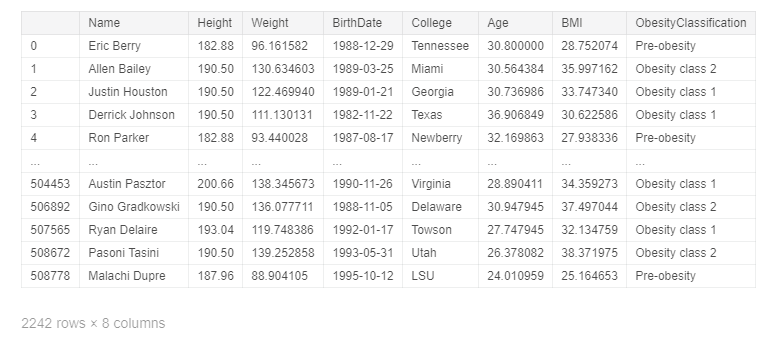 Name Height Weight BirthDate College Age BMI ObesityClassification
0 Eric Berry 182.88 96.161582 1988-12-29 Tennessee 30.800000 28.752074 Pre-obesity
1 Allen Bailey 190.50 130.634603 1989-03-25 Miami 30.564384 35.997162 Obesity class 2
2 Justin Houston 190.50 122.469940 1989-01-21 Georgia 30.736986 33.747340 Obesity class 1
3 Derrick Johnson 190.50 111.130131 1982-11-22 Texas 36.906849 30.622586 Obesity class 1
4 Ron Parker 182.88 93.440028 1987-08-17 Newberry 32.169863 27.938336 Pre-obesity
... ... ... ... ... ... ... ... ...
504453 Austin Pasztor 200.66 138.345673 1990-11-26 Virginia 28.890411 34.359273 Obesity class 1
506892 Gino Gradkowski 190.50 136.077711 1988-11-05 Delaware 30.947945 37.497044 Obesity class 2
507565 Ryan Delaire 193.04 119.748386 1992-01-17 Towson 27.747945 32.134759 Obesity class 1
508672 Pasoni Tasini 190.50 139.252858 1993-05-31 Utah 26.378082 38.371975 Obesity class 2
508778 Malachi Dupre 187.96 88.904105 1995-10-12 LSU 24.010959 25.164653 Pre-obesity
2242 rows × 8 columns